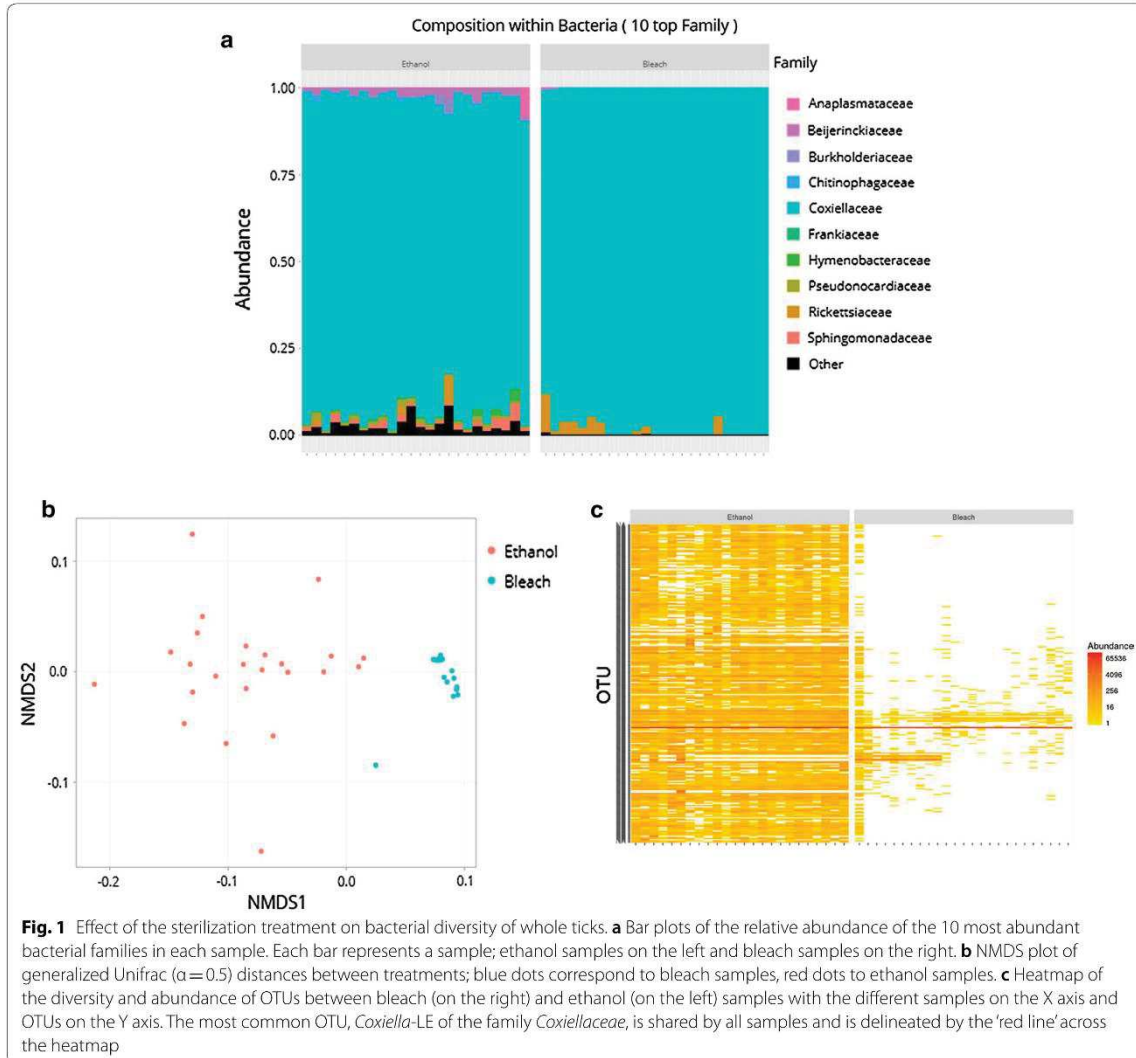 Composition within Bacteria ( 10 top Family )
a
Ethanol
Bleach
Family
Abundance
1.00
0.75
0.50
0.25
0.00
Anaplasmataceae
Beijerinckiaceae
Burkholderiaceae
Chitinophagaceae
Coxiellaceae
Frankiaceae
Hymenobacteraceae
Pseudonocardiaceae
Rickettsiaceae
Sphingomonadaceae
Other
b
NMDS2
0.1
0.0
-0.1
-0.2
-0.1
0.0
0.1
NMDS1
Ethanol
Bleach
c
Ethanol
Bleach
OTU
Abundance
65536
4096
256
16
1
Fig. 1 Effect of the sterilization treatment on bacterial diversity of whole ticks. a Bar plots of the relative abundance of the 10 most abundant
bacterial families in each sample. Each bar represents a sample; ethanol samples on the left and bleach samples on the right. b NMDS plot of
generalized Unifrac (α = 0.5) distances between treatments; blue dots correspond to bleach samples, red dots to ethanol samples. c Heatmap of
the diversity and abundance of OTUs between bleach (on the right) and ethanol (on the left) samples with the different samples on the X axis and
OTUs on the Y axis. The most common OTU, Coxiella-LE of the family Coxiellaceae, is shared by all samples and is delineated by the ‘red line’ across
the heatmap